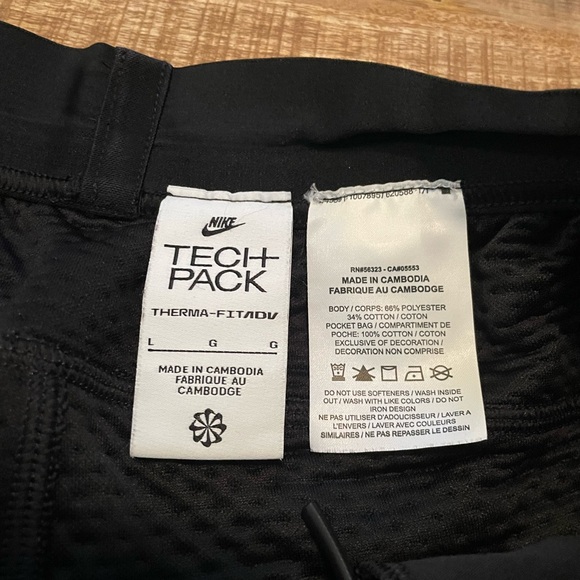 NIKE
TECH
PACK
THERMA-FITADV
L G G
MADE IN CAMBODIA
FABRIQUE AU
CAMBODGE
RN#56323 - CA#05553
MADE IN CAMBODIA
FABRIQUE AU CAMBODGE
BODY / CORPS: 66% POLYESTER
34% COTTON / COTON
POCKET BAG / COMPARTIMENT DE
POCHE: 100% COTTON / COTON
EXCLUSIVE OF DECORATION /
DECORATION NON COMPRISE
DO NOT USE SOFTENERS / WASH INSIDE
OUT / WASH WITH LIKE COLORS / DO NOT
IRON DESIGN
NE PAS UTILISER D'ADOUCISSEUR / LAVER A
L'ENVERS / LAVER AVEC COULEURS
SIMILAIRES / NE PAS REPASSER LE DESSIN